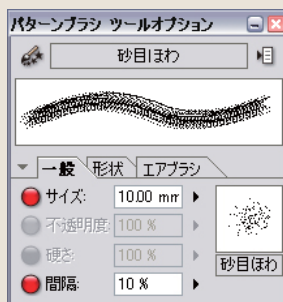 パターンブラシ ツールオプション
砂目ほわ
一般 形状 エアブラシ
サイズ: 10.00 mm
不透明度: 100 %
硬さ: 100 %
間隔: 10 %
砂目(ほわ)